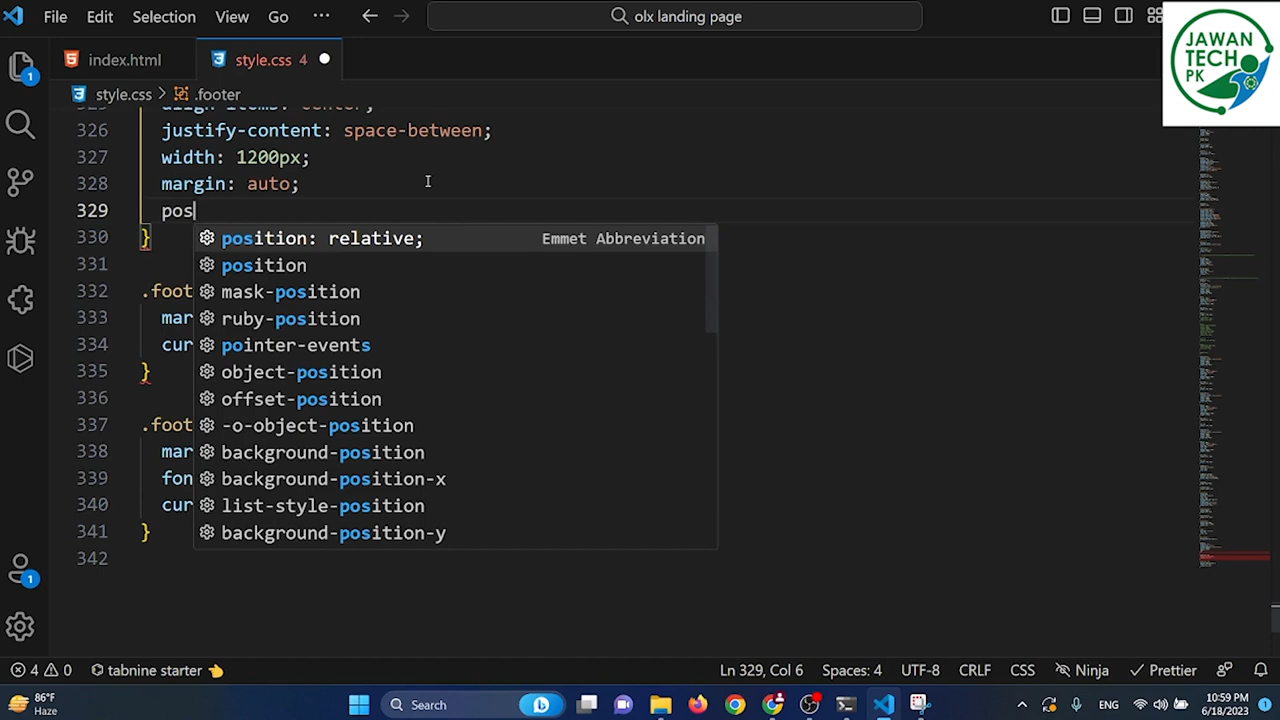 File Edit Selection View Go ··· olx landing page
JAWAN
TECH
PK
index.html style.css 4
style.css > .footer
326 justify-content: space-between;
327 width: 1200px;
328 margin: auto;
329 pos
330 } position: relative; Emmet Abbreviation
331 position
332 .foot mask-position
333 mar ruby-position
334 cur pointer-events
335 } object-position
336 offset-position
337 .foot -o-object-position
338 mar background-position
339 fon background-position-x
340 cur list-style-position
341 } background-position-y
342
1
1
4 0 tabnine starter Ln 329, Col 6 Spaces: 4 UTF-8 CRLF CSS Ninja Prettier
86°F
Haze
Search
ENG
10:59 PM
6/18/2023
1